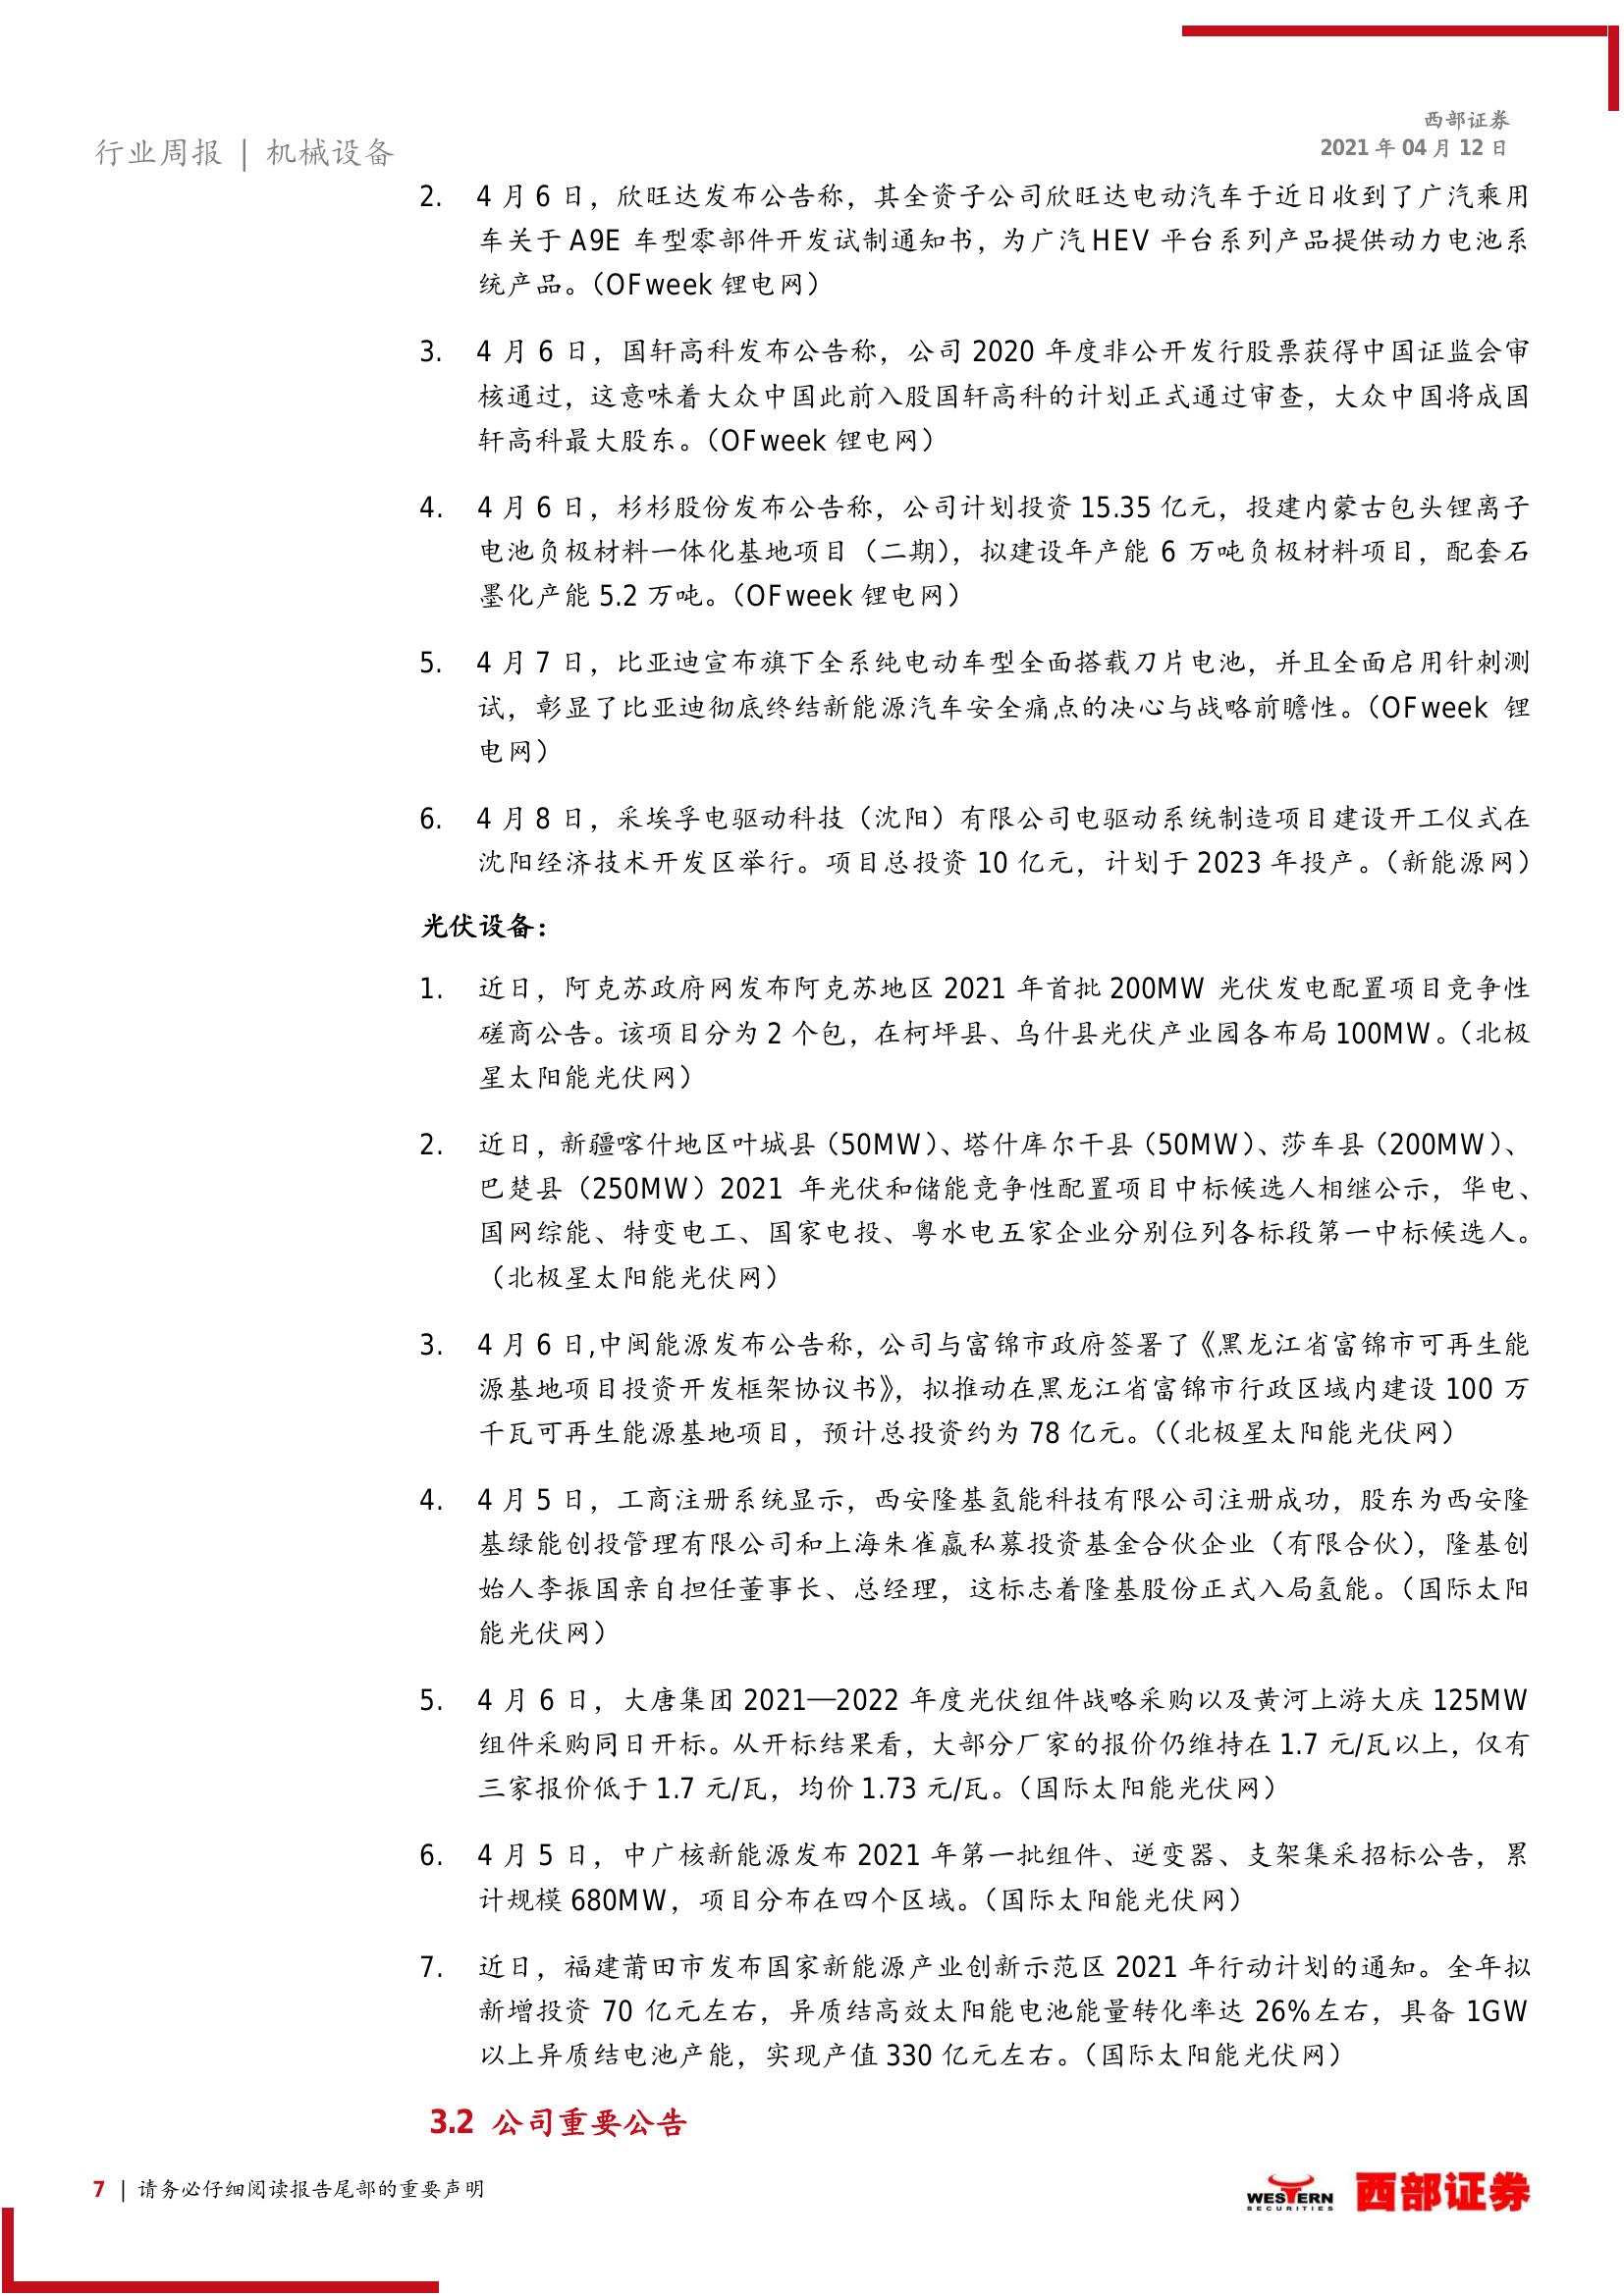 西部证券
2021 年 04 月 12 日
行业周报 | 机械设备
2. 4 月 6 日，欣旺达发布公告称，其全资子公司欣旺达电动汽车于近日收到了广汽乘用
车关于 A9E 车型零部件开发试制通知书，为广汽 HEV 平台系列产品提供动力电池系
统产品。（OFweek 锂电网）
3. 4 月 6 日，国轩高科发布公告称，公司 2020 年度非公开发行股票获得中国证监会审
核通过，这意味着大众中国此前入股国轩高科的计划正式通过审查，大众中国将成国
轩高科最大股东。（OFweek 锂电网）
4. 4 月 6 日，杉杉股份发布公告称，公司计划投资 15.35 亿元，投建内蒙古包头锂离子
电池负极材料一体化基地项目（二期），拟建设年产能 6 万吨负极材料项目，配套石
墨化产能 5.2 万吨。（OFweek 锂电网）
5. 4 月 7 日，比亚迪宣布旗下全系纯电动车型全面搭载刀片电池，并且全面启用针刺测
试，彰显了比亚迪彻底终结新能源汽车安全痛点的决心与战略前瞻性。（OFweek 锂
电网）
6. 4 月 8 日，采埃孚电驱动科技（沈阳）有限公司电驱动系统制造项目建设开工仪式在
沈阳经济技术开发区举行。项目总投资 10 亿元，计划于 2023 年投产。（新能源网）
光伏设备：
1. 近日，阿克苏政府网发布阿克苏地区 2021 年首批 200MW 光伏发电配置项目竞争性
磋商公告。该项目分为 2 个包，在柯坪县、乌什县光伏产业园各布局 100MW。（北极
星太阳能光伏网）
2. 近日，新疆喀什地区叶城县（50MW）、塔什库尔干县（50MW）、莎车县（200MW）、
巴楚县（250MW）2021 年光伏和储能竞争性配置项目中标候选人相继公示，华电、
国网综能、特变电工、国家电投、粤水电五家企业分别位列各标段第一中标候选人。
（北极星太阳能光伏网）
3. 4 月 6 日,中闽能源发布公告称，公司与富锦市政府签署了《黑龙江省富锦市可再生能
源基地项目投资开发框架协议书》，拟推动在黑龙江省富锦市行政区域内建设 100 万
千瓦可再生能源基地项目，预计总投资约为 78 亿元。（（北极星太阳能光伏网）
4. 4 月 5 日，工商注册系统显示，西安隆基氢能科技有限公司注册成功，股东为西安隆
基绿能创投管理有限公司和上海朱雀嬴私募投资基金合伙企业（有限合伙），隆基创
始人李振国亲自担任董事长、总经理，这标志着隆基股份正式入局氢能。（国际太阳
能光伏网）
5. 4 月 6 日，大唐集团 2021—2022 年度光伏组件战略采购以及黄河上游大庆 125MW
组件采购同日开标。从开标结果看，大部分厂家的报价仍维持在 1.7 元/瓦以上，仅有
三家报价低于 1.7 元/瓦，均价 1.73 元/瓦。（国际太阳能光伏网）
6. 4 月 5 日，中广核新能源发布 2021 年第一批组件、逆变器、支架集采招标公告，累
计规模 680MW，项目分布在四个区域。（国际太阳能光伏网）
7. 近日，福建莆田市发布国家新能源产业创新示范区 2021 年行动计划的通知。全年拟
新增投资 70 亿元左右，异质结高效太阳能电池能量转化率达 26%左右，具备 1GW
以上异质结电池产能，实现产值 330 亿元左右。（国际太阳能光伏网）
3.2 公司重要公告
7 | 请务必仔细阅读报告尾部的重要声明
WESTERN
SECURITIES
西部证券